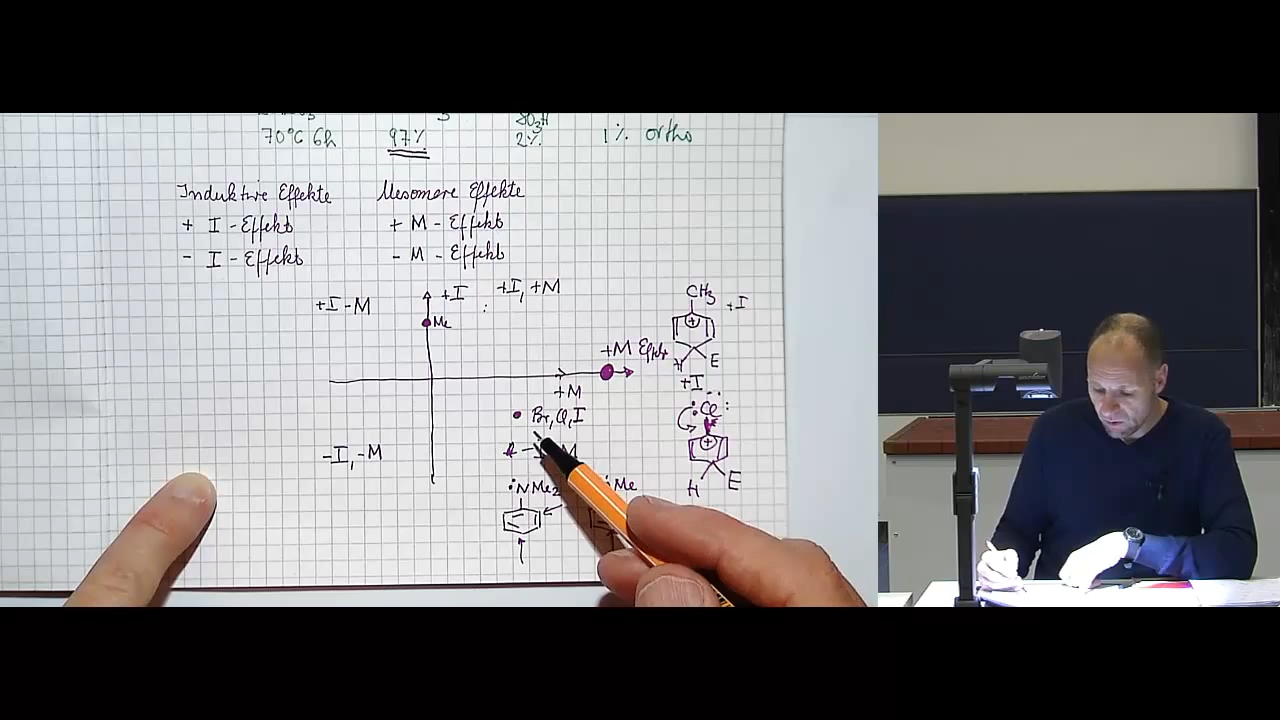 70°C 6h 97% 2% 1% ortho
Induktive Effekte Mesomere Effekte
+ I - Effekt + M - Effekt
- I - Effekt - M - Effekt
+I -M +I +I, +M
Me
CH3 +I
+
H E
+M Effekt
+M
+I
Cl
Br, Cl, I
+
H E
-I, -M
NMe2